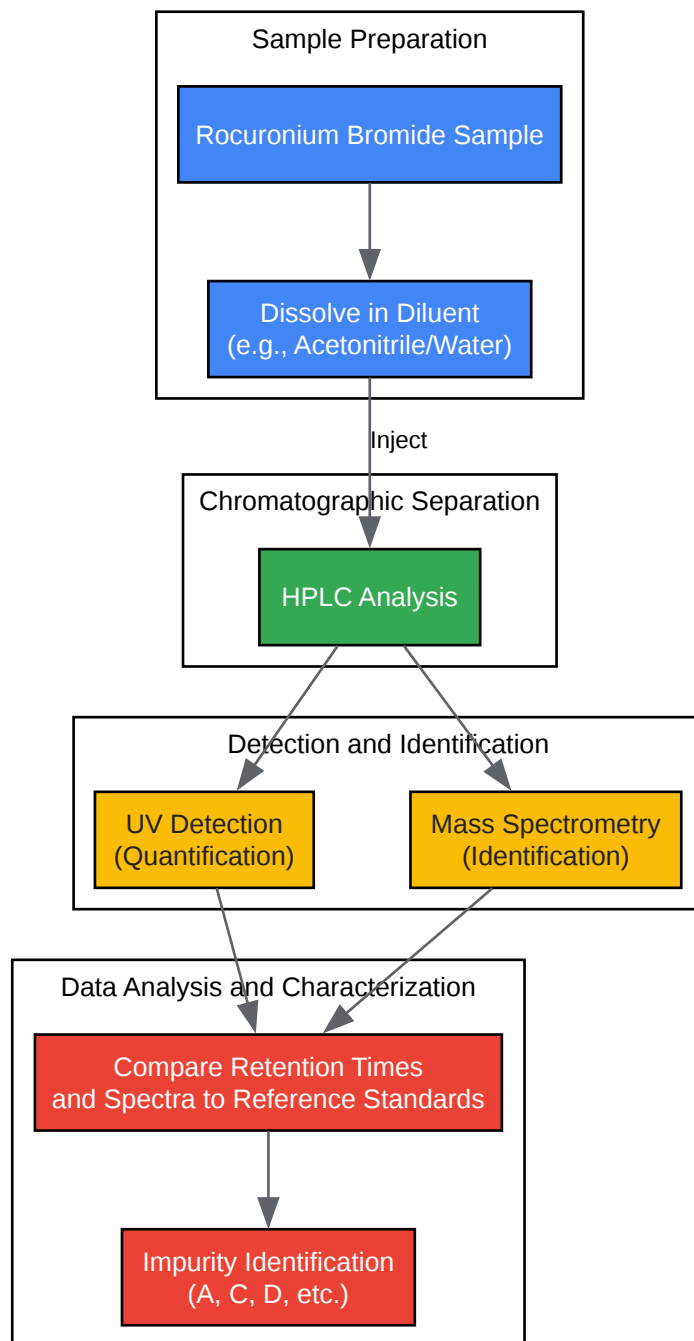 Sample Preparation
Rocuronium Bromide Sample
Dissolve in Diluent
(e.g., Acetonitrile/Water)
Inject
Chromatographic Separation
HPLC Analysis
Detection and Identification
UV Detection
(Quantification)
Mass Spectrometry
(Identification)
Data Analysis and Characterization
Compare Retention Times
and Spectra to Reference Standards
Impurity Identification
(A, C, D, etc.)